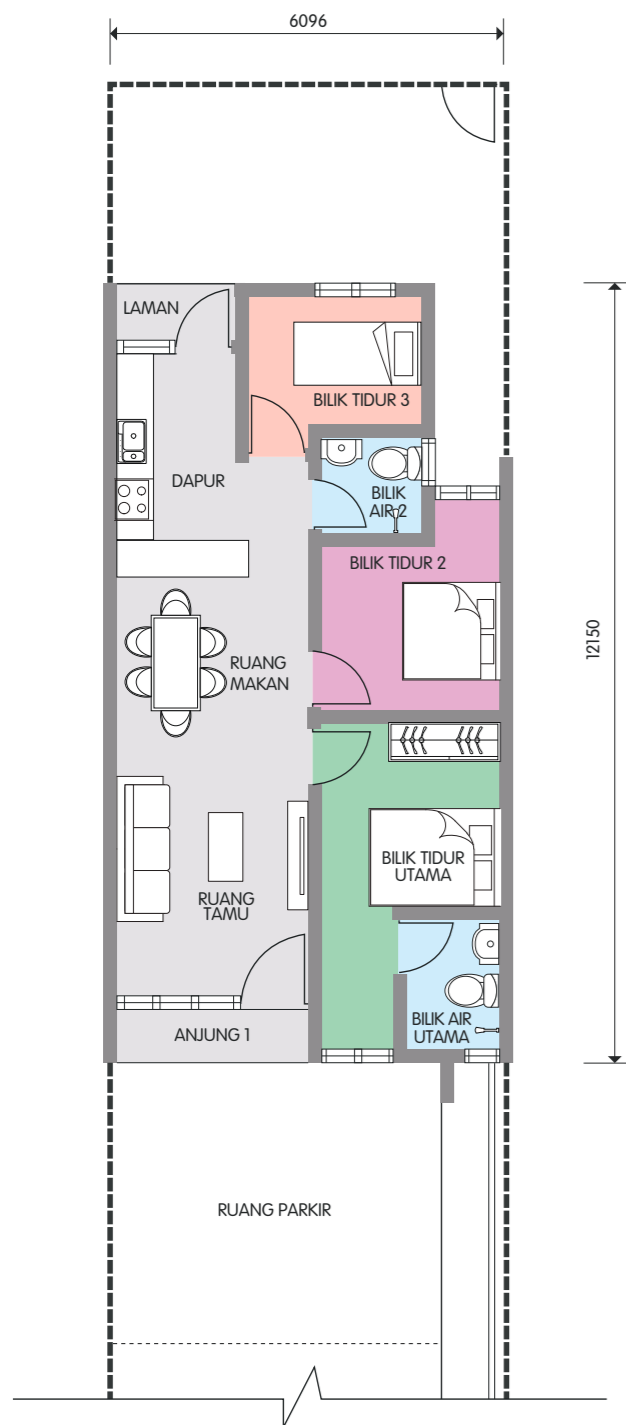 6096
LAMAN
BILIK TIDUR 3
DAPUR
BILIK
AIR 2
BILIK TIDUR 2
12150
RUANG
MAKAN
BILIK TIDUR
UTAMA
RUANG
TAMU
BILIK AIR
UTAMA
ANJUNG 1
RUANG PARKIR